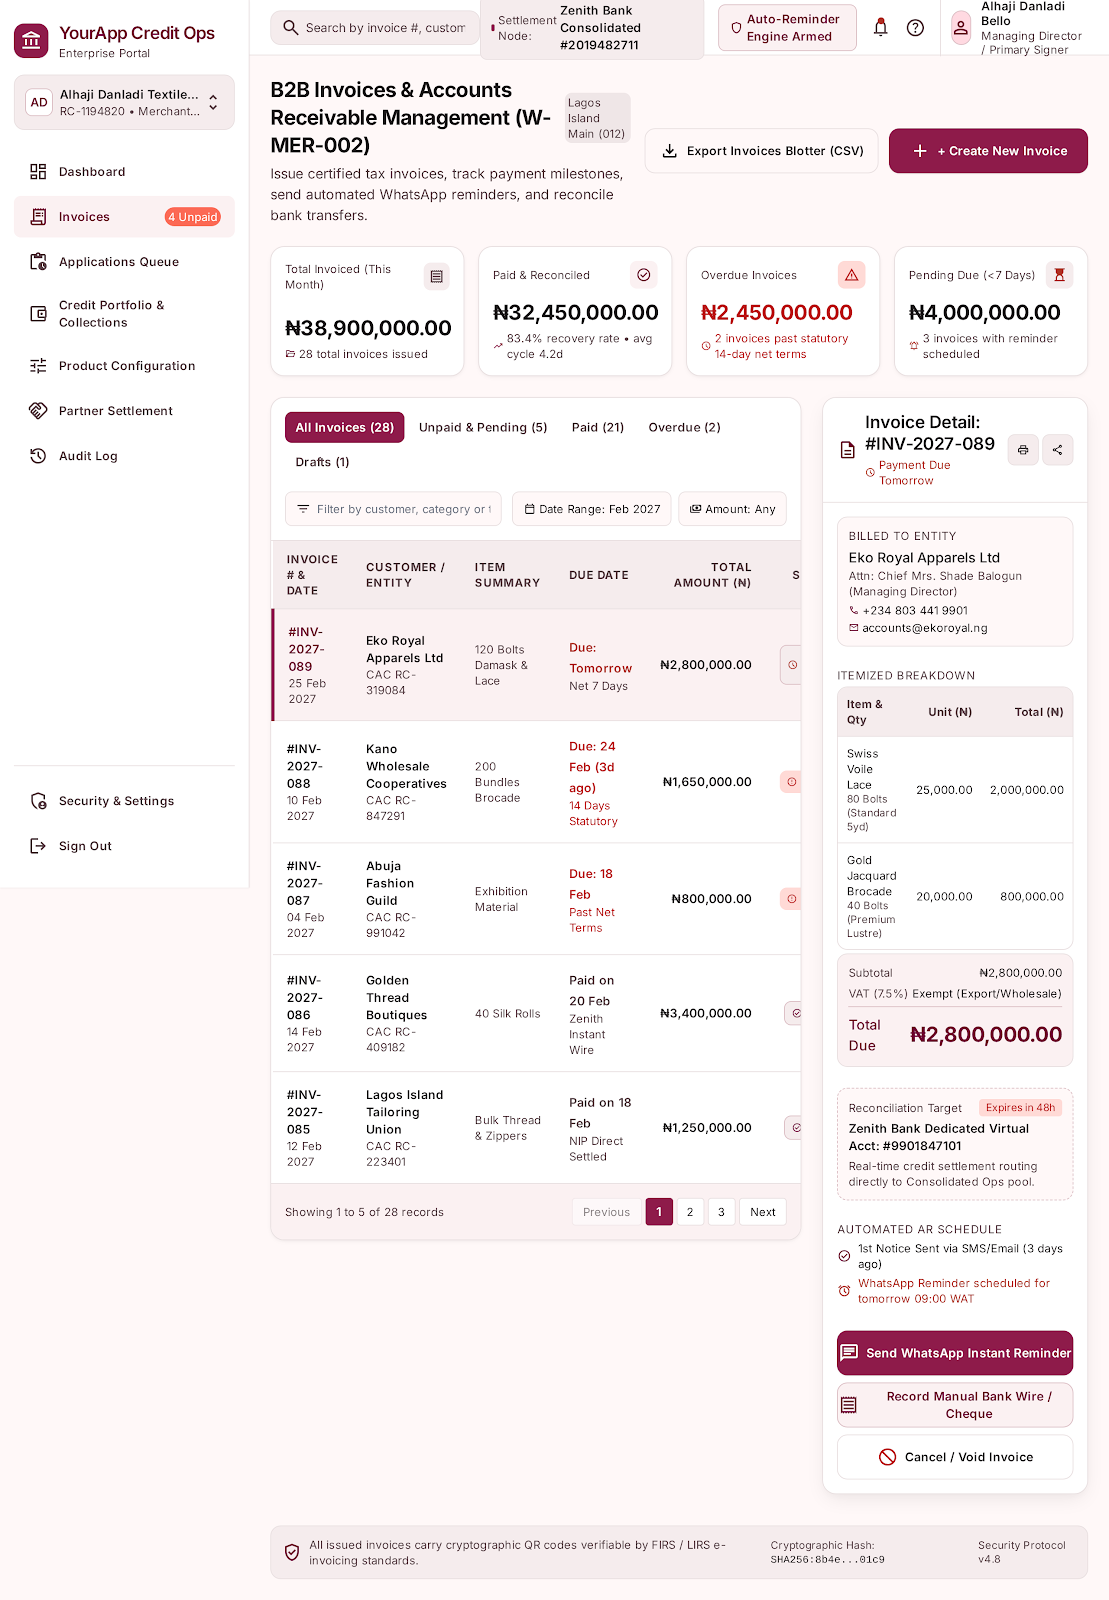 YourApp Credit Ops
Enterprise Portal
AD
Alhaji Danladi Textile...
RC-1194820 • Merchant...
Dashboard
Invoices
4 Unpaid
Applications Queue
Credit Portfolio &
Collections
Product Configuration
Partner Settlement
Audit Log
Security & Settings
Sign Out
Search by invoice #, custom
Settlement
Node:
Zenith Bank
Consolidated
#2019482711
Auto-Reminder
Engine Armed
Alhaji Danladi
Bello
Managing Director
/ Primary Signer
B2B Invoices & Accounts
Receivable Management (W-
MER-002)
Lagos
Island
Main (012)
Issue certified tax invoices, track payment milestones,
send automated WhatsApp reminders, and reconcile
bank transfers.
Export Invoices Blotter (CSV)
+ Create New Invoice
Total Invoiced (This
Month)
₦38,900,000.00
28 total invoices issued
Paid & Reconciled
₦32,450,000.00
83.4% recovery rate • avg
cycle 4.2d
Overdue Invoices
₦2,450,000.00
2 invoices past statutory
14-day net terms
Pending Due (<7 Days)
₦4,000,000.00
3 invoices with reminder
scheduled
All Invoices (28)
Unpaid & Pending (5)
Paid (21)
Overdue (2)
Drafts (1)
Filter by customer, category or t
Date Range: Feb 2027
Amount: Any
INVOICE
# &
DATE
CUSTOMER /
ENTITY
ITEM
SUMMARY
DUE DATE
TOTAL
AMOUNT (₦)
S
#INV-
2027-
089
25 Feb
2027
Eko Royal
Apparels Ltd
CAC RC-
319084
120 Bolts
Damask &
Lace
Due:
Tomorrow
Net 7 Days
₦2,800,000.00
#INV-
2027-
088
10 Feb
2027
Kano
Wholesale
Cooperatives
CAC RC-
847291
200
Bundles
Brocade
Due: 24
Feb (3d
ago)
14 Days
Statutory
₦1,650,000.00
#INV-
2027-
087
04 Feb
2027
Abuja
Fashion
Guild
CAC RC-
991042
Exhibition
Material
Due: 18
Feb
Past Net
Terms
₦800,000.00
#INV-
2027-
086
14 Feb
2027
Golden
Thread
Boutiques
CAC RC-
409182
40 Silk Rolls
Paid on
20 Feb
Zenith
Instant
Wire
₦3,400,000.00
#INV-
2027-
085
12 Feb
2027
Lagos Island
Tailoring
Union
CAC RC-
223401
Bulk Thread
& Zippers
Paid on 18
Feb
NIP Direct
Settled
₦1,250,000.00
Showing 1 to 5 of 28 records
Previous
1
2
3
Next
Invoice Detail:
#INV-2027-089
Payment Due
Tomorrow
BILLED TO ENTITY
Eko Royal Apparels Ltd
Attn: Chief Mrs. Shade Balogun
(Managing Director)
+234 803 441 9901
accounts@ekoroyal.ng
ITEMIZED BREAKDOWN
Item &
Qty
Unit (₦)
Total (₦)
Swiss
Voile
Lace
80 Bolts
(Standard
5yd)
25,000.00
2,000,000.00
Gold
Jacquard
Brocade
40 Bolts
(Premium
Lustre)
20,000.00
800,000.00
Subtotal
₦2,800,000.00
VAT (7.5%)
Exempt (Export/Wholesale)
Total
Due
₦2,800,000.00
Reconciliation Target
Expires in 48h
Zenith Bank Dedicated Virtual
Acct: #9901847101
Real-time credit settlement routing
directly to Consolidated Ops pool.
AUTOMATED AR SCHEDULE
1st Notice Sent via SMS/Email (3 days
ago)
WhatsApp Reminder scheduled for
tomorrow 09:00 WAT
Send WhatsApp Instant Reminder
Record Manual Bank Wire /
Cheque
Cancel / Void Invoice
All issued invoices carry cryptographic QR codes verifiable by FIRS / LIRS e-
invoicing standards.
Cryptographic Hash:
SHA256:8b4e...01c9
Security Protocol
v4.8